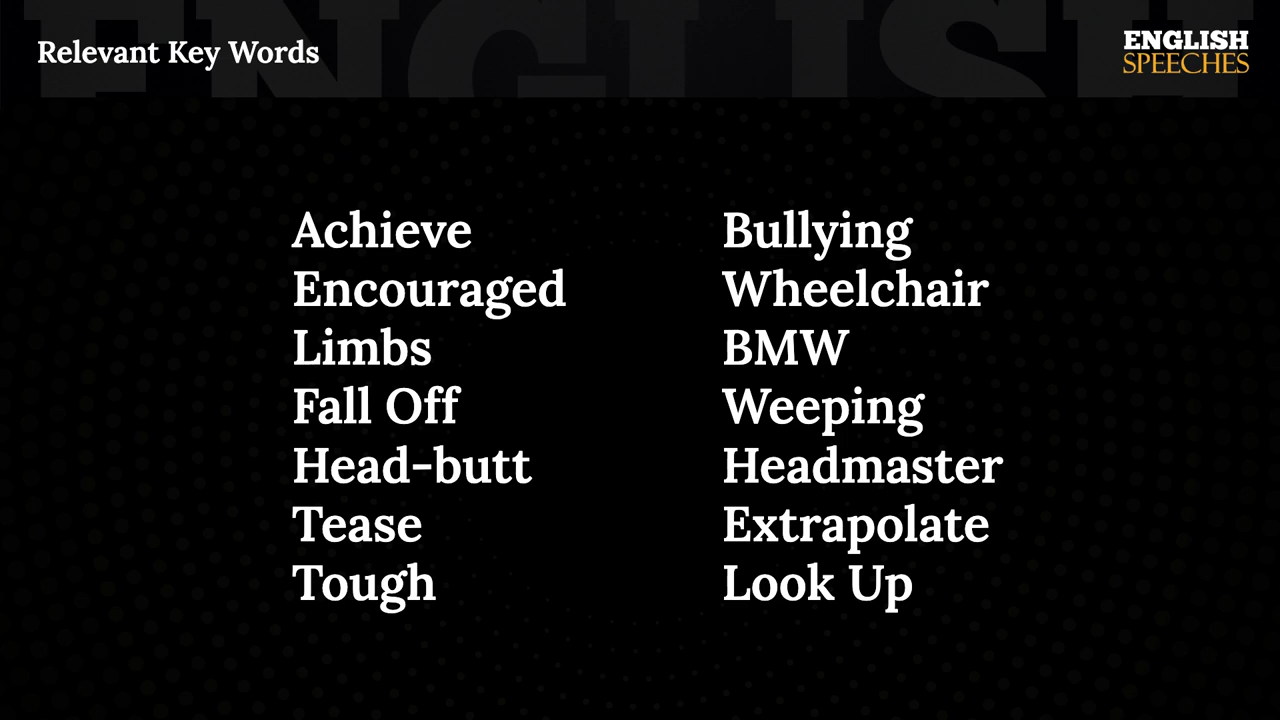 Relevant Key Words
ENGLISH
SPEECHES
Achieve
Encouraged
Limbs
Fall Off
Head-butt
Tease
Tough
Bullying
Wheelchair
BMW
Weeping
Headmaster
Extrapolate
Look Up